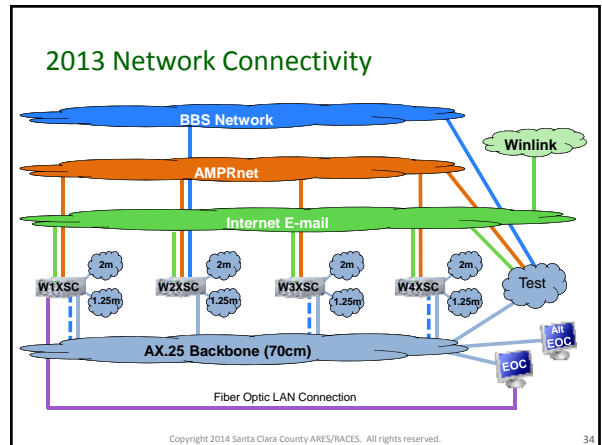 2013 Network Connectivity
BBS Network
Winlink
AMPRnet
Internet E-mail
2m
2m
2m
2m
W1XSC
W2XSC
W3XSC
W4XSC
Test
1.25m
1.25m
1.25m
1.25m
Alt
EOC
AX.25 Backbone (70cm)
EOC
Fiber Optic LAN Connection
Copyright 2014 Santa Clara County ARES/RACES. All rights reserved.
34